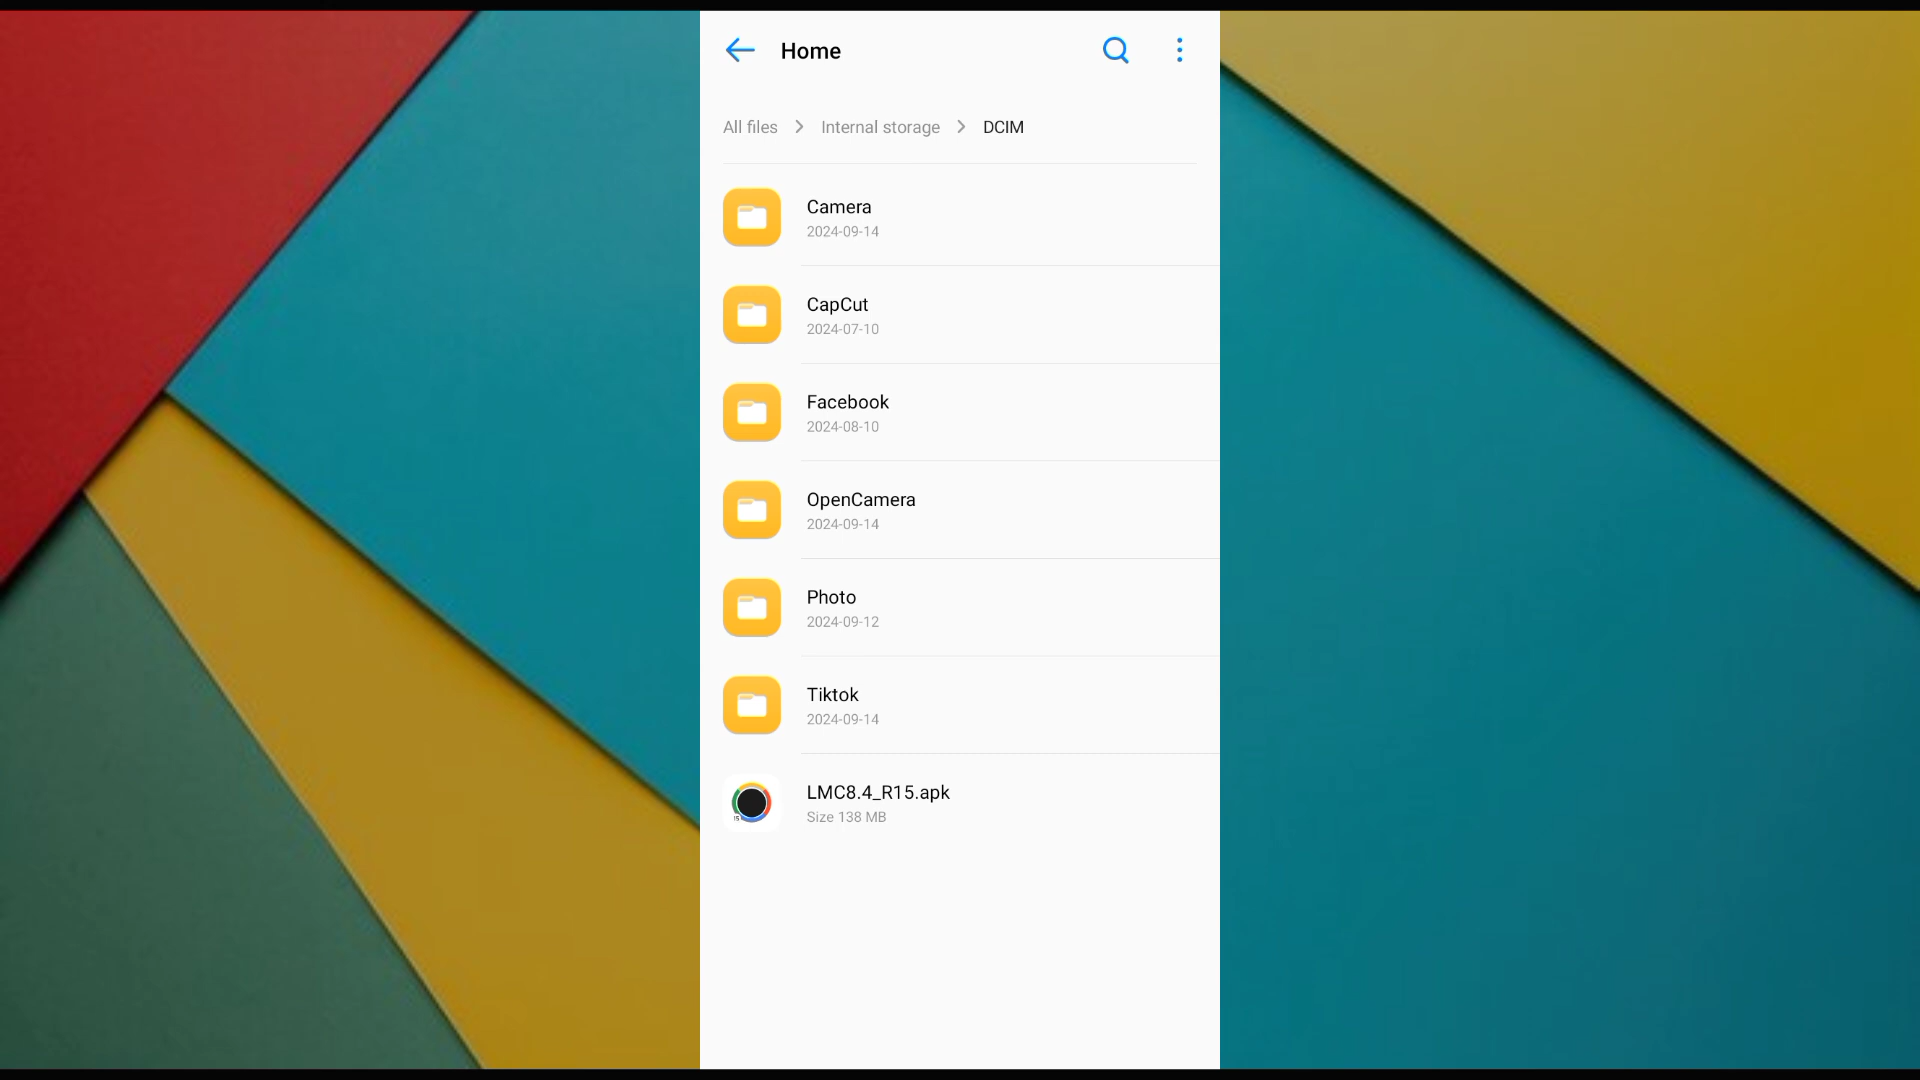 Home
All files > Internal storage > DCIM
Camera
2024-09-14
CapCut
2024-07-10
Facebook
2024-08-10
OpenCamera
2024-09-14
Photo
2024-09-12
Tiktok
2024-09-14
LMC8.4_R15.apk
Size 138 MB